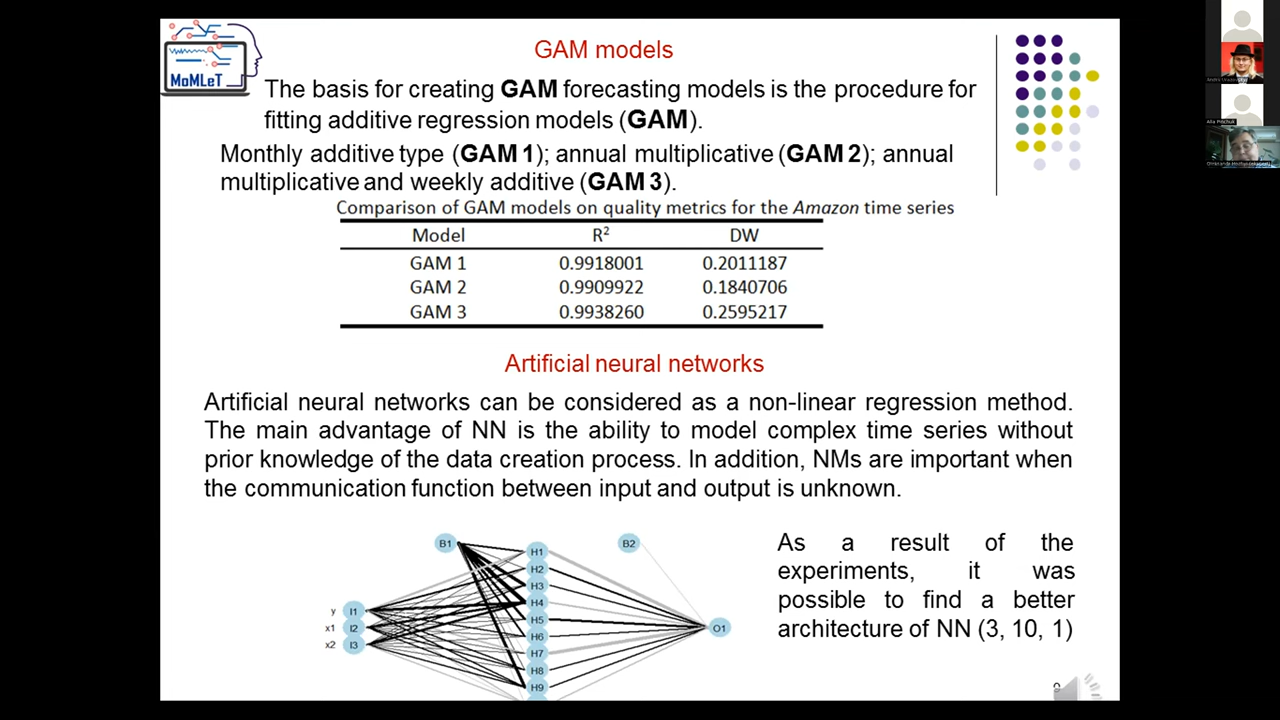 MoMLeT
GAM models
The basis for creating GAM forecasting models is the procedure for
fitting additive regression models (GAM).
Monthly additive type (GAM 1); annual multiplicative (GAM 2); annual
multiplicative and weekly additive (GAM 3).
Comparison of GAM models on quality metrics for the Amazon time series
Model R² DW
GAM 1 0.9918001 0.2011187
GAM 2 0.9909922 0.1840706
GAM 3 0.9938260 0.2595217
Artificial neural networks
Artificial neural networks can be considered as a non-linear regression method.
The main advantage of NN is the ability to model complex time series without
prior knowledge of the data creation process. In addition, NMs are important when
the communication function between input and output is unknown.
B1
B2
H1
H2
H3
H4
H5
H6
H7
H8
H9
y I1
x1 I2
x2 I3
O1
As a result of the
experiments, it was
possible to find a better
architecture of NN (3, 10, 1)